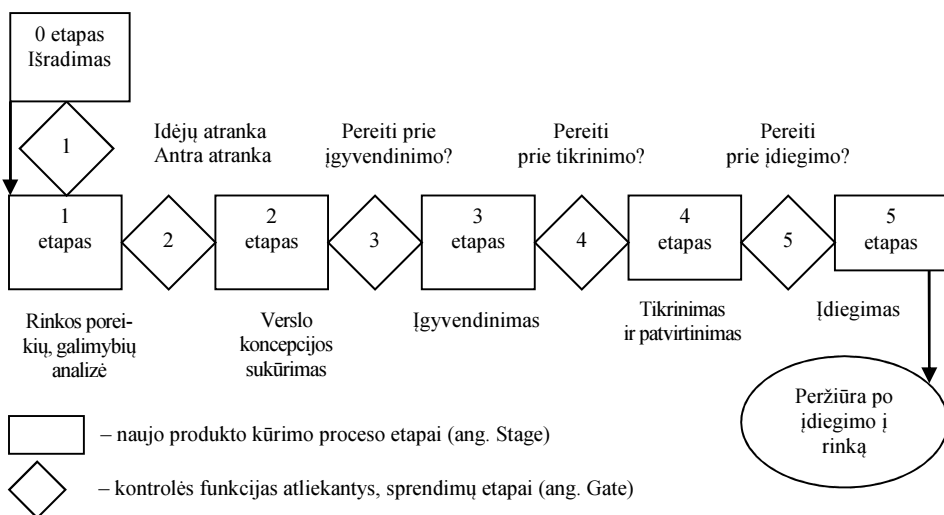 0 etapas
Išradimas
1
Idėjų atranka
Antra atranka
Pereiti prie
įgyvendinimo?
Pereiti
prie tikrinimo?
Pereiti
prie įdiegimo?
1
etapas
2
2
etapas
3
3
etapas
4
4
etapas
5
5
etapas
Rinkos porei-
kių, galimybių
analizė
Verslo
koncepcijos
sukūrimas
Įgyvendinimas
Tikrinimas
ir patvirtinimas
Įdiegimas
Peržiūra po
įdiegimo į
rinką
– naujo produkto kūrimo proceso etapai (ang. Stage)
– kontrolės funkcijas atliekantys, sprendimų etapai (ang. Gate)